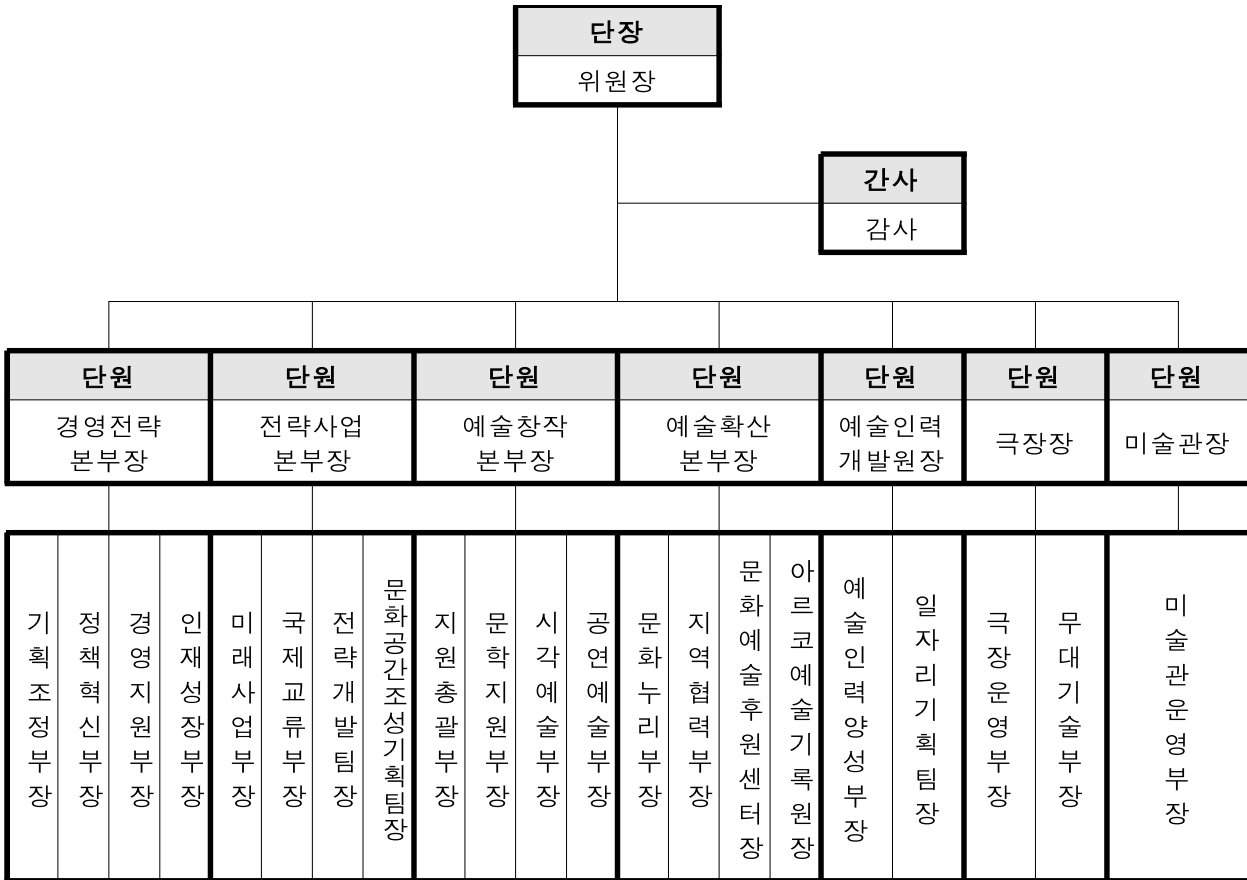 단장
위원장
간사
감사
단원
경영전략
본부장
단원
전략사업
본부장
단원
예술창작
본부장
단원
예술확산
본부장
단원
예술인력
개발원장
단원
극장장
단원
미술관장
기획조정부장
정책혁신부장
경영지원부장
인재성장부장
미래사업부장
국제교류부장
전략개발팀장
문화공간조성기획팀장
지원총괄부장
문학지원부장
시각예술부장
공연예술부장
문화누리부장
지역협력부장
문화예술후원센터장
아르코예술기록원장
예술인력양성부장
일자리기획팀장
극장운영부장
무대기술부장
미술관운영부장